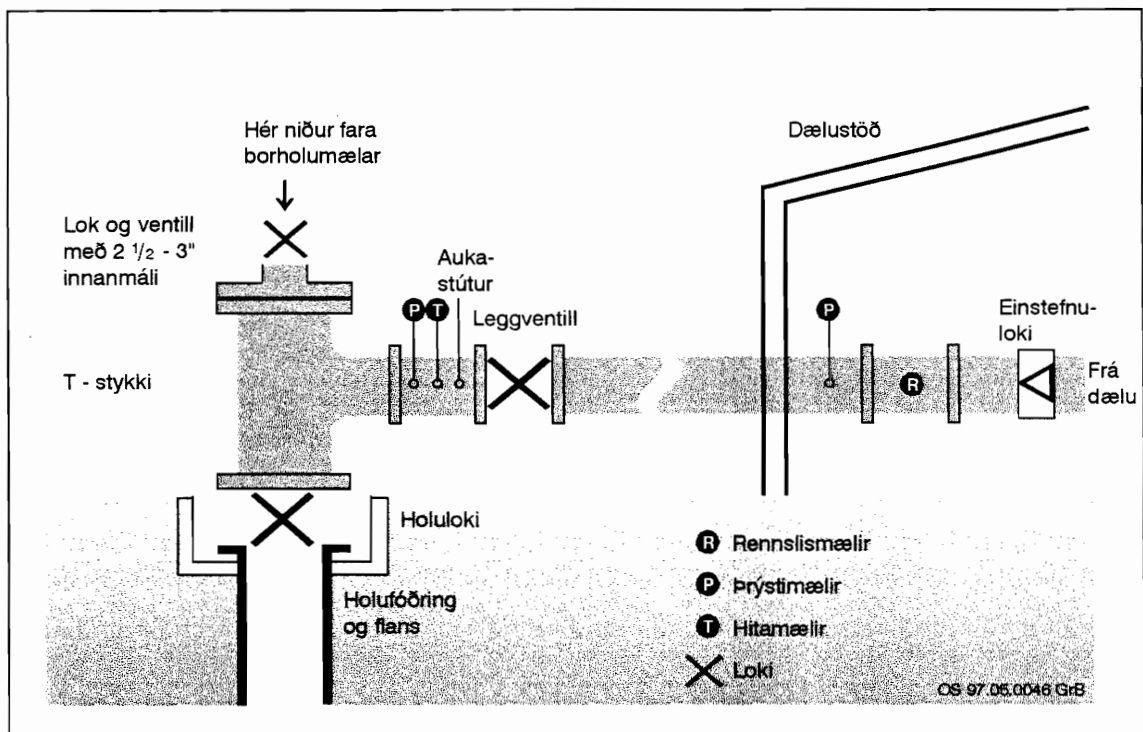 Hér niður fara
borholumælar
Dælustöð
Lok og ventill
með 2 1/2 - 3"
innanmáli
Auka-
stútur
P
T
Leggventill
P
Einstefnu-
loki
T - stykki
R
Frá
dælu
Holuloki
Holufóðring
og flans
R Rennslismælir
P Þrýstimælir
T Hitamælir
Loki
OS 97.05.0046 GrB